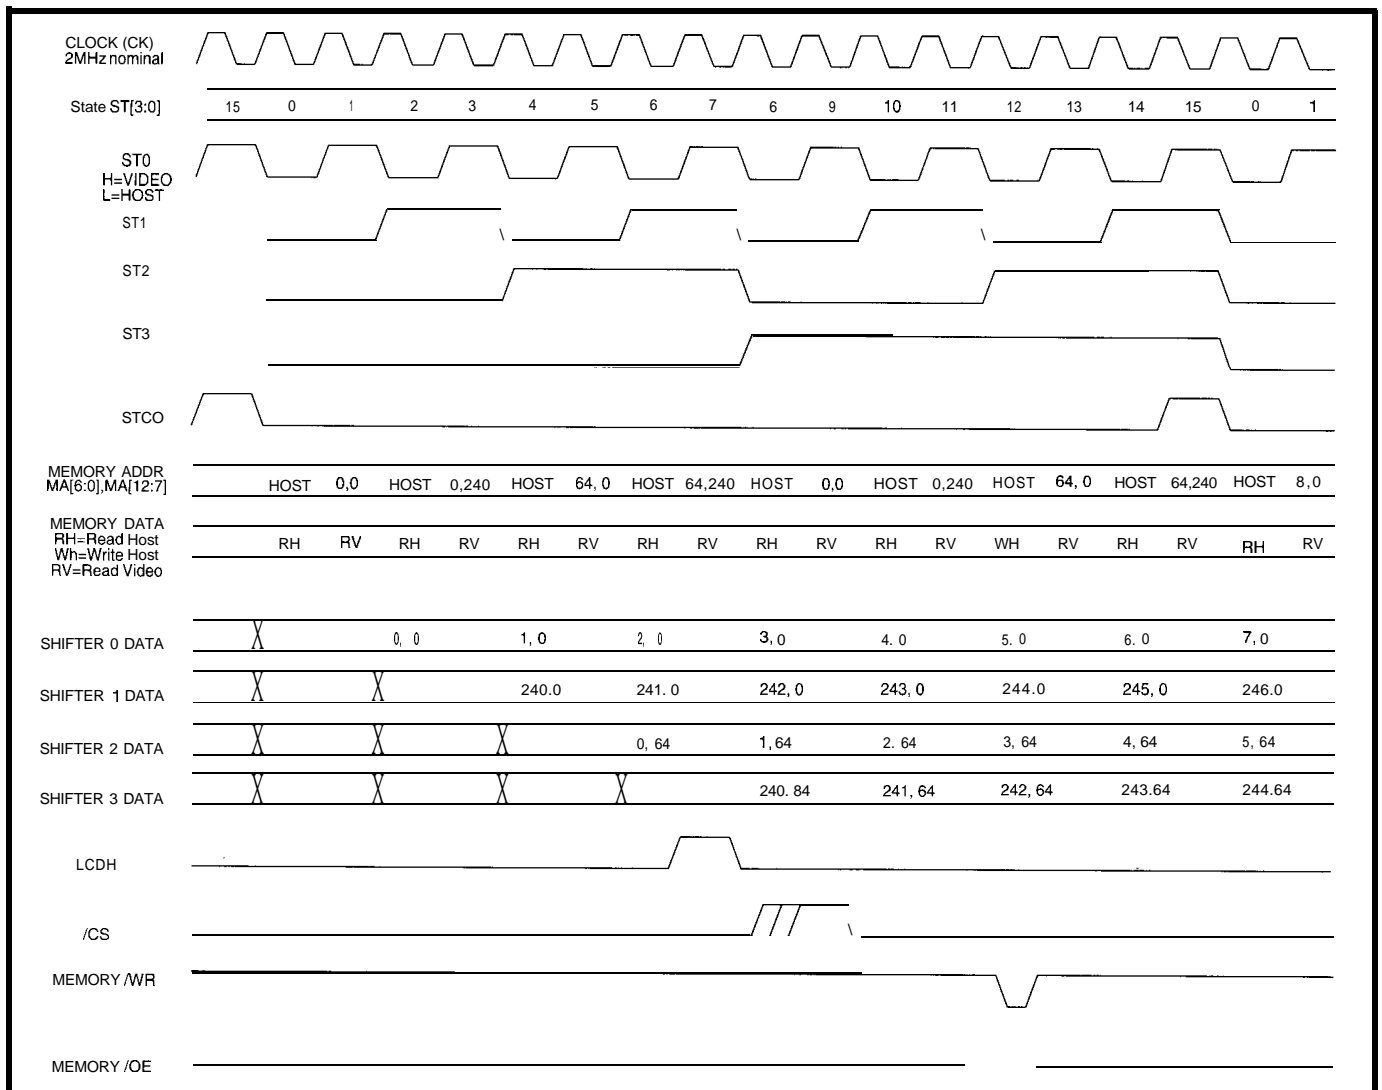 CLOCK (CK)
2MHz nominal
State ST[3:0] 15 0 1 2 3 4 5 6 7 6 9 10 11 12 13 14 15 0 1
ST0
H=VIDEO
L=HOST
ST1
ST2
ST3
STCO
MEMORY ADDR
MA[6:0],MA[12:7] HOST 0,0 HOST 0,240 HOST 64, 0 HOST 64,240 HOST 0,0 HOST 0,240 HOST 64, 0 HOST 64,240 HOST 8,0
MEMORY DATA
RH=Read Host
Wh=Write Host
RV=Read Video
RH RV RH RV RH RV RH RV RH RV RH RV WH RV RH RV RH RV
SHIFTER 0 DATA 0, 0 1, 0 2, 0 3, 0 4. 0 5. 0 6. 0 7, 0
SHIFTER 1 DATA 240.0 241. 0 242, 0 243, 0 244.0 245, 0 246.0
SHIFTER 2 DATA 0, 64 1, 64 2. 64 3, 64 4, 64 5, 64
SHIFTER 3 DATA 240. 84 241, 64 242, 64 243.64 244.64
LCDH
/CS
MEMORY /WR
MEMORY /OE